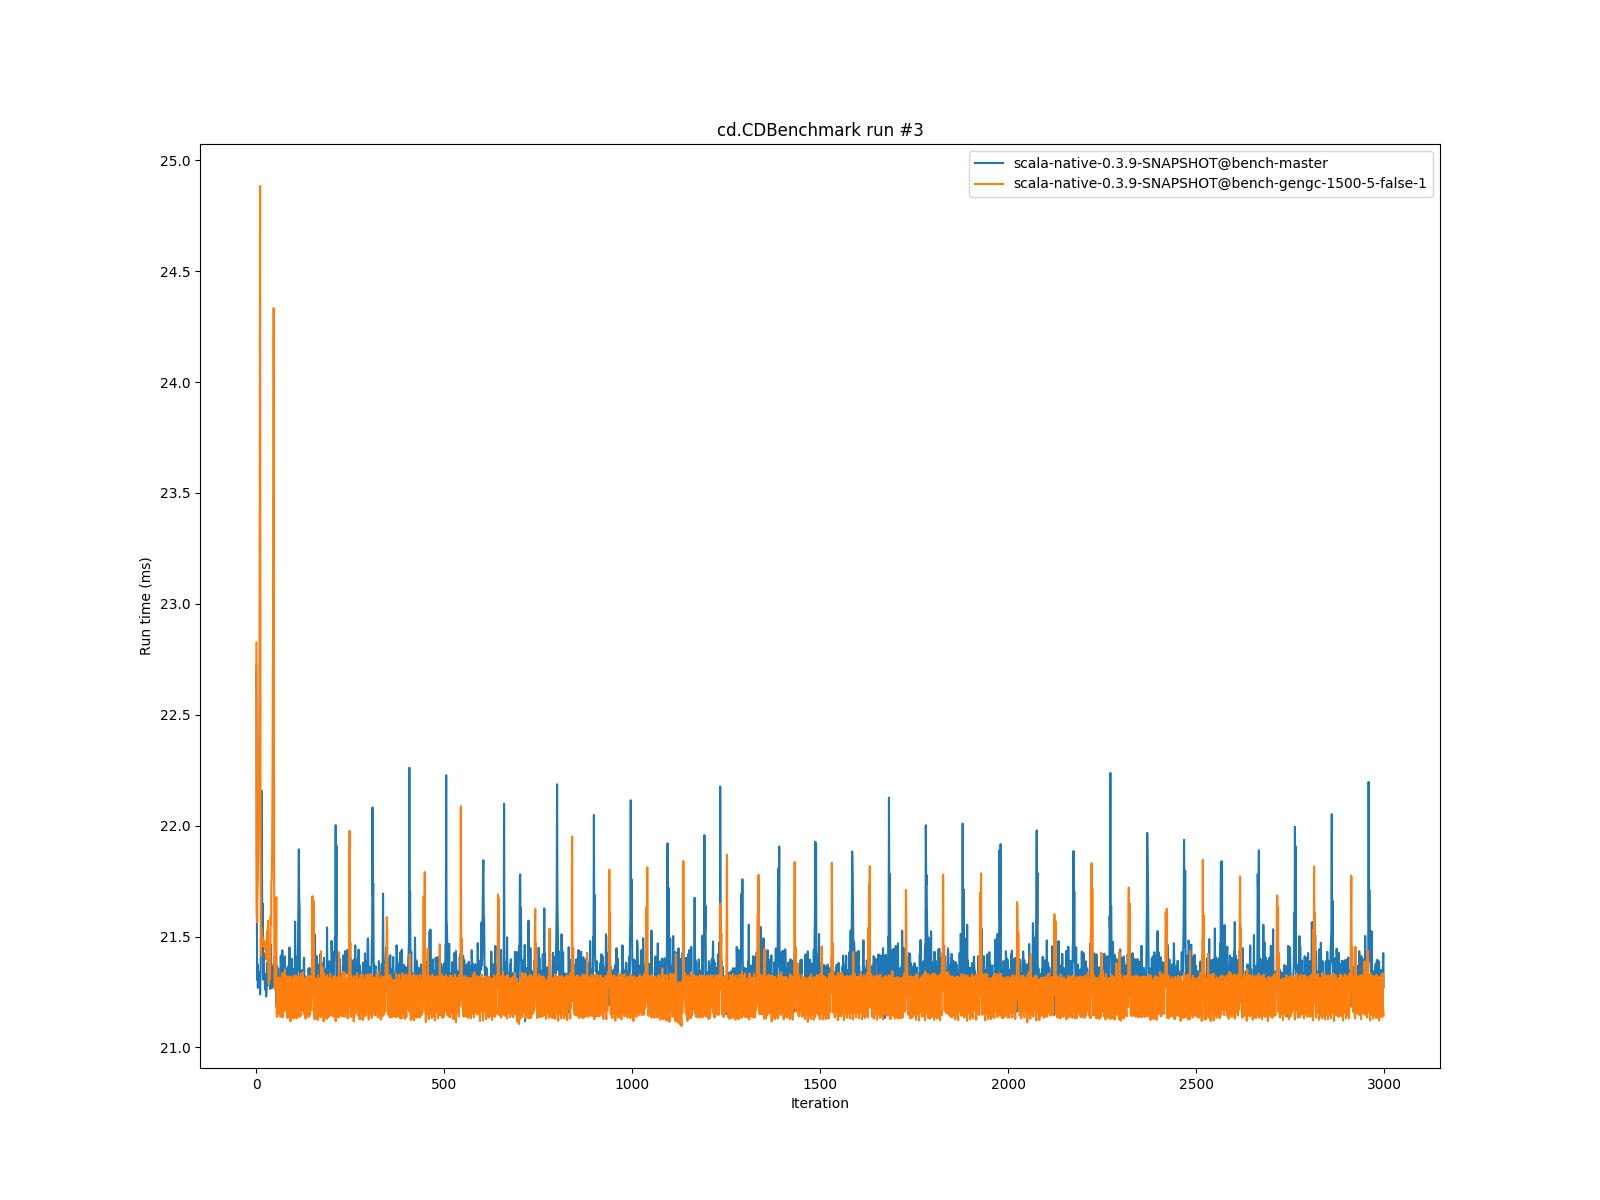 cd.CDBenchmark run #3
scala-native-0.3.9-SNAPSHOT@bench-master
scala-native-0.3.9-SNAPSHOT@bench-gengc-1500-5-false-1
25.0
24.5
24.0
23.5
23.0
22.5
22.0
21.5
21.0
Run time (ms)
0 500 1000 1500 2000 2500 3000
Iteration